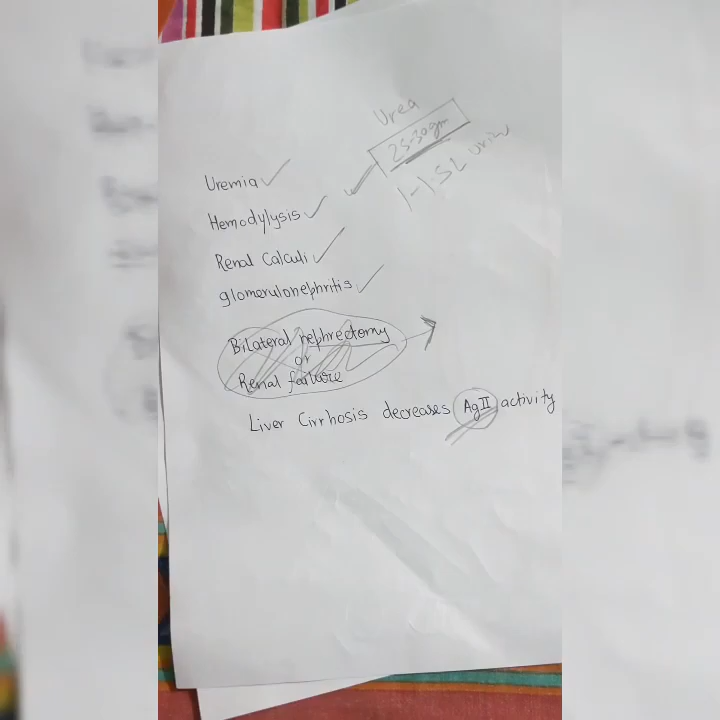 Urea
25-30gm
1-1.5L urine
Uremia
Hemodylysis
Renal Calculi
glomerulonephritis
Bilateral nephrectomy
or
Renal failure
Liver Cirrhosis decreases AgII activity